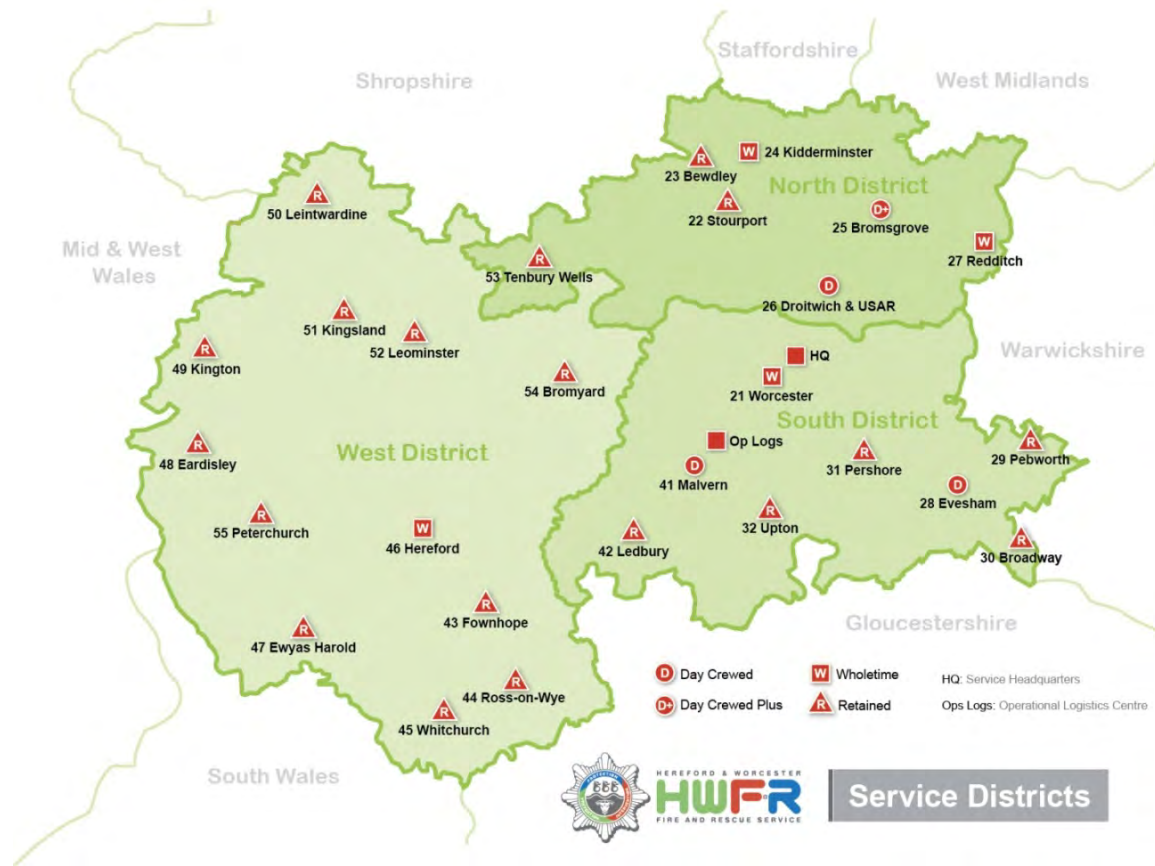 Staffordshire
Shropshire
West Midlands
W
24 Kidderminster
R
23 Bewdley
North District
R
50 Leintwardine
R
22 Stourport
D+
25 Bromsgrove
Mid & West
Wales
W
27 Redditch
R
53 Tenbury Wells
D
26 Droitwich & USAR
R
51 Kingsland
R
52 Leominster
R
49 Kington
HQ
Warwickshire
R
54 Bromyard
W
21 Worcester
South District
R
48 Eardisley
West District
Op Logs
R
31 Pershore
R
29 Pebworth
D
41 Malvern
D
28 Evesham
R
55 Peterchurch
W
46 Hereford
R
32 Upton
R
42 Ledbury
R
30 Broadway
R
43 Fownhope
R
47 Ewyas Harold
Gloucestershire
R
44 Ross-on-Wye
R
45 Whitchurch
D Day Crewed
W Wholetime
HQ: Service Headquarters
D+ Day Crewed Plus
R Retained
Ops Logs: Operational Logistics Centre
South Wales
HEREFORD & WORCESTER
HWFR
FIRE AND RESCUE SERVICE
Service Districts